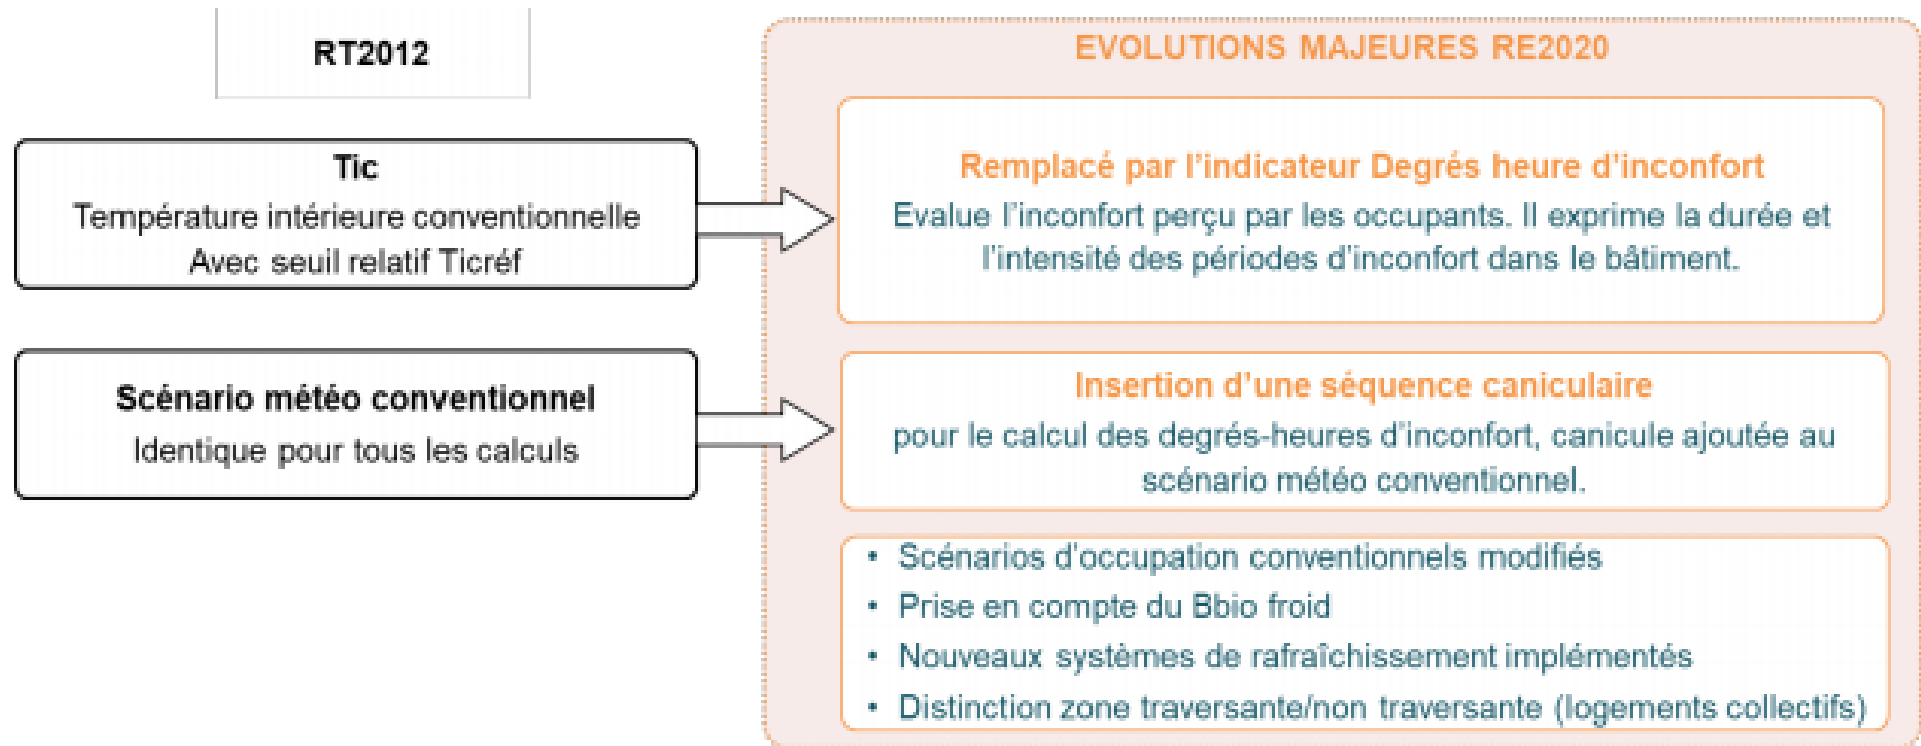 RT2012
EVOLUTIONS MAJEURES RE2020
Tic
Température intérieure conventionnelle
Avec seuil relatif Ticréf
Remplacé par l'indicateur Degrés heure d'inconfort
Evalue l'inconfort perçu par les occupants. Il exprime la durée et
l'intensité des périodes d'inconfort dans le bâtiment.
Scénario météo conventionnel
Identique pour tous les calculs
Insertion d'une séquence caniculaire
pour le calcul des degrés-heures d'inconfort, canicule ajoutée au
scénario météo conventionnel.
• Scénarios d'occupation conventionnels modifiés
• Prise en compte du Bbio froid
• Nouveaux systèmes de rafraîchissement implémentés
• Distinction zone traversante/non traversante (logements collectifs)